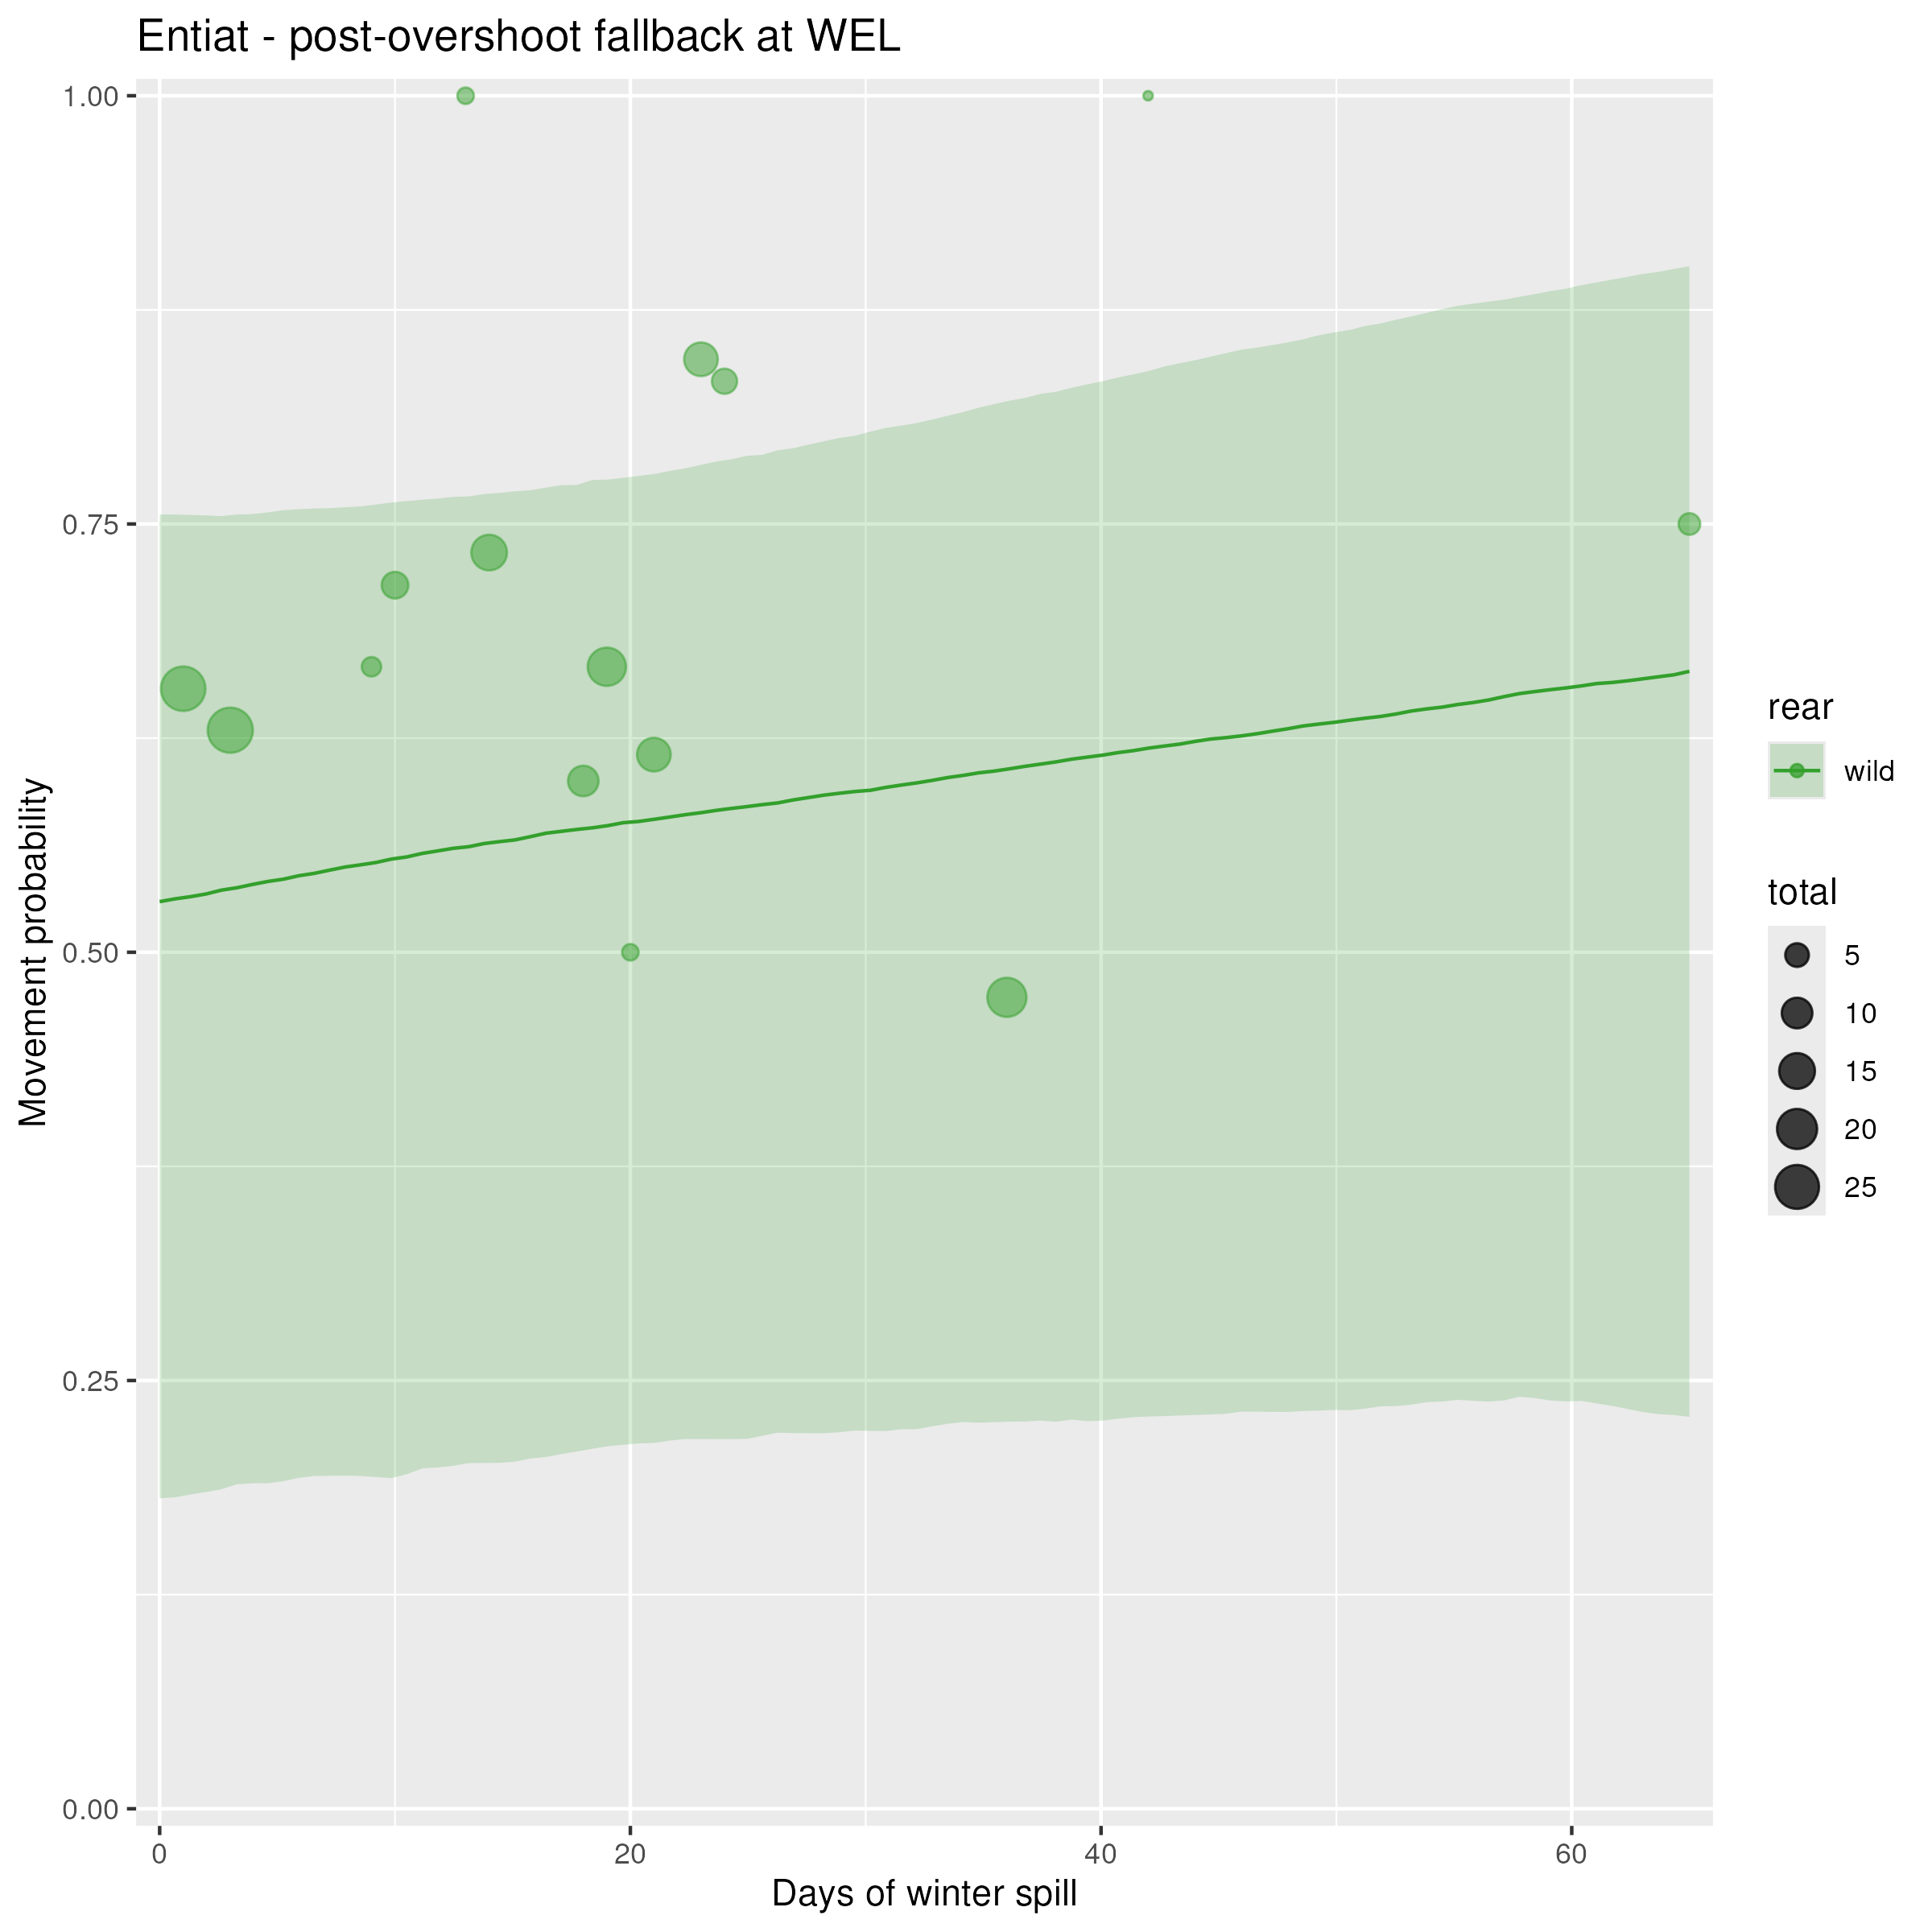 Entiat - post-overshoot fallback at WEL
1.00
0.75
0.50
0.25
0.00
Movement probability
0
20
40
60
Days of winter spill
rear
wild
total
5
10
15
20
25